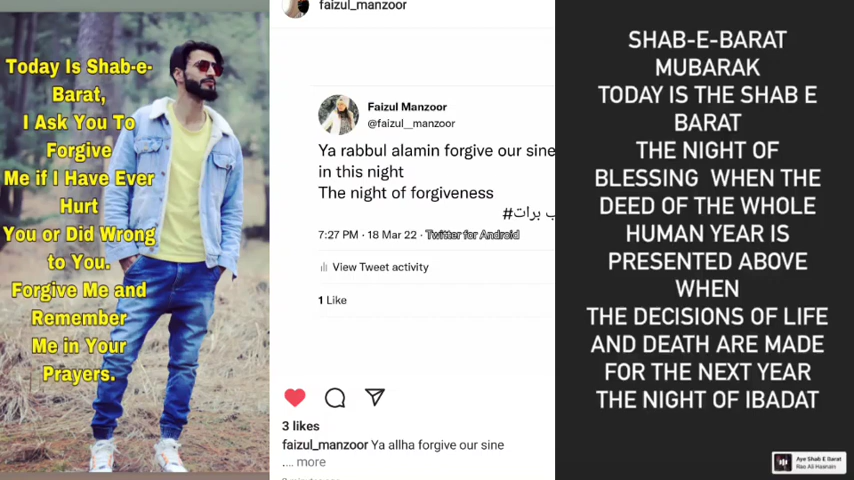 Today Is Shab-e-
Barat,
I Ask You To
Forgive
Me if I Have Ever
Hurt
You or Did Wrong
to You.
Forgive Me and
Remember
Me in Your
Prayers.
faizul_manzoor
Faizul Manzoor
@faizul__manzoor
Ya rabbul alamin forgive our sine
in this night
The night of forgiveness
#ب برات
7:27 PM · 18 Mar 22 · Twitter for Android
View Tweet activity
1 Like
3 likes
faizul_manzoor Ya allha forgive our sine
.... more
SHAB-E-BARAT
MUBARAK
TODAY IS THE SHAB E
BARAT
THE NIGHT OF
BLESSING WHEN THE
DEED OF THE WHOLE
HUMAN YEAR IS
PRESENTED ABOVE
WHEN
THE DECISIONS OF LIFE
AND DEATH ARE MADE
FOR THE NEXT YEAR
THE NIGHT OF IBADAT
Aye Shab E Barat
Rao Ali Hasnain